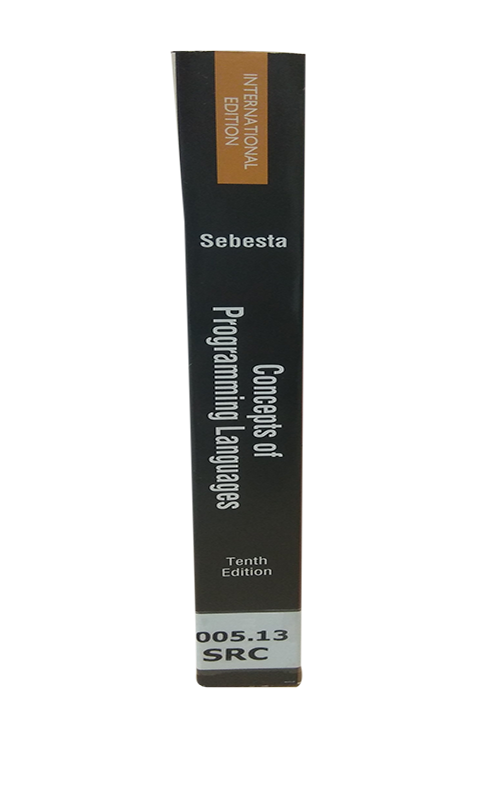 INTERNATIONAL
EDITION
Sebesta
Concepts of
Programming Languages
Tenth
Edition
005.13
SRC